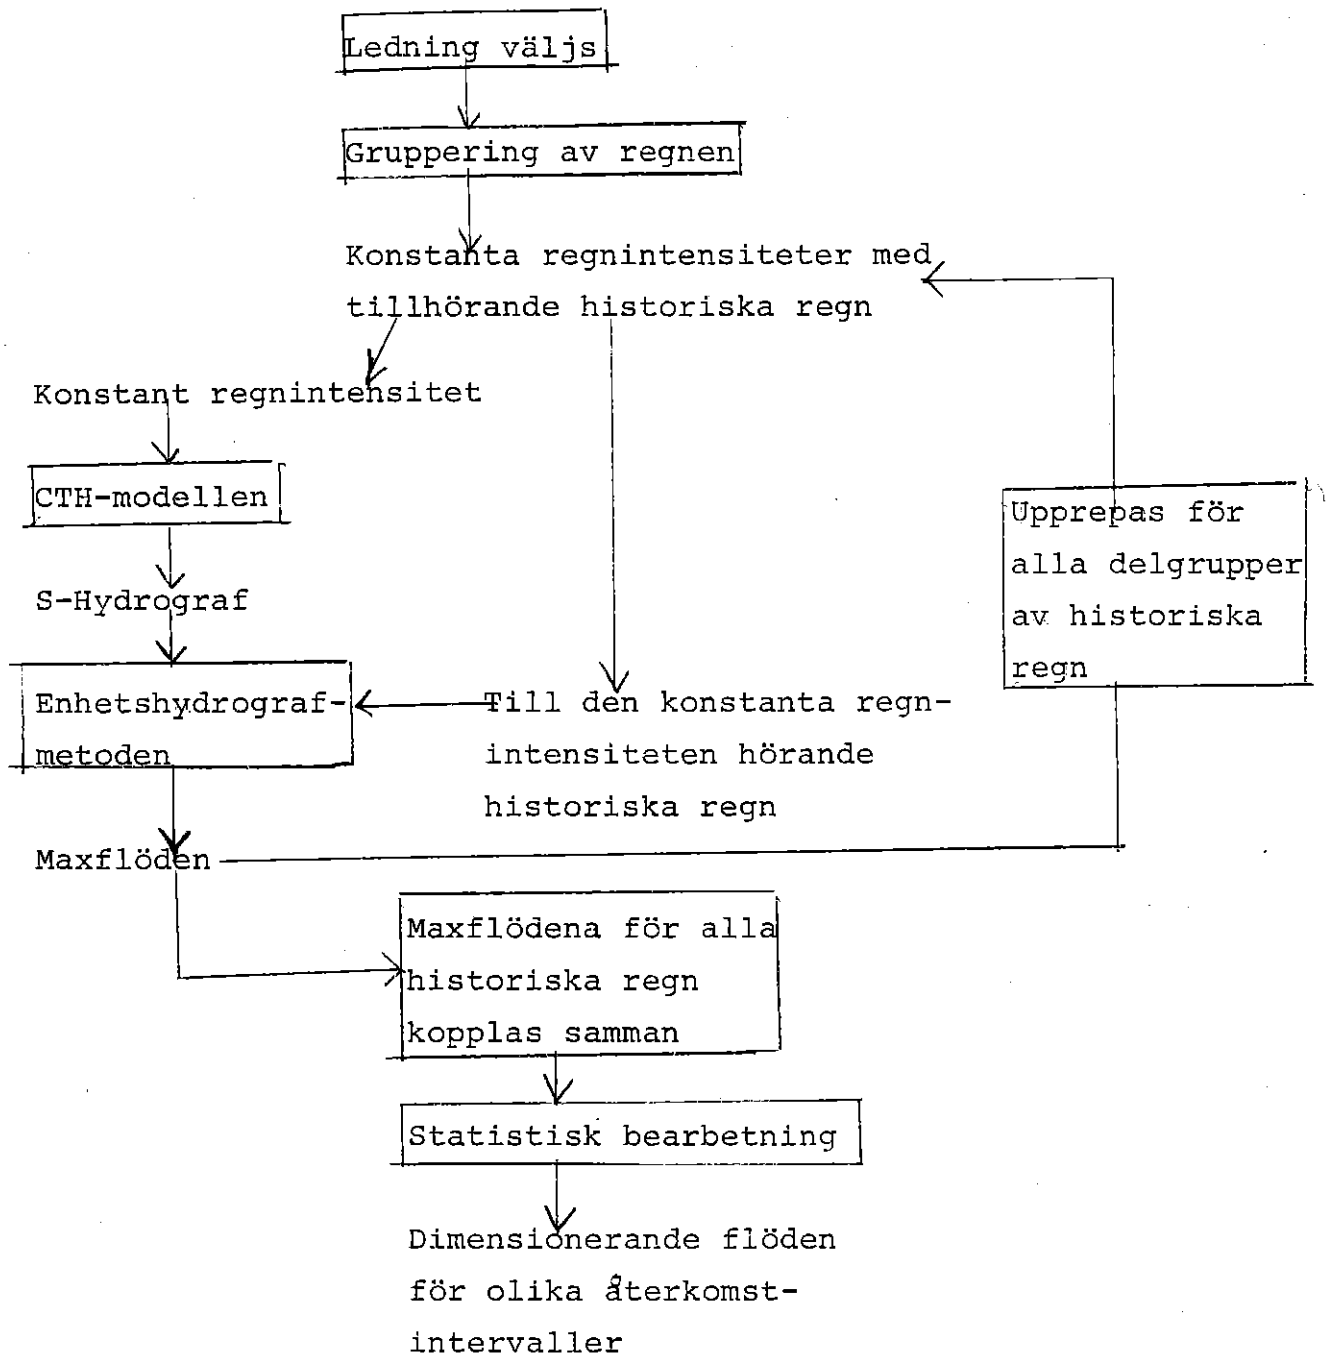 Ledning väljs
Gruppering av regnen
Konstanta regnintensiteter med
tillhörande historiska regn
Konstant regnintensitet
CTH-modellen
S-Hydrograf
Enhetshydrograf-
metoden
Till den konstanta regn-
intensiteten hörande
historiska regn
Upprepas för
alla delgrupper
av historiska
regn
Maxflöden
Maxflödena för alla
historiska regn
kopplas samman
Statistisk bearbetning
Dimensionerande flöden
för olika återkomst-
intervaller